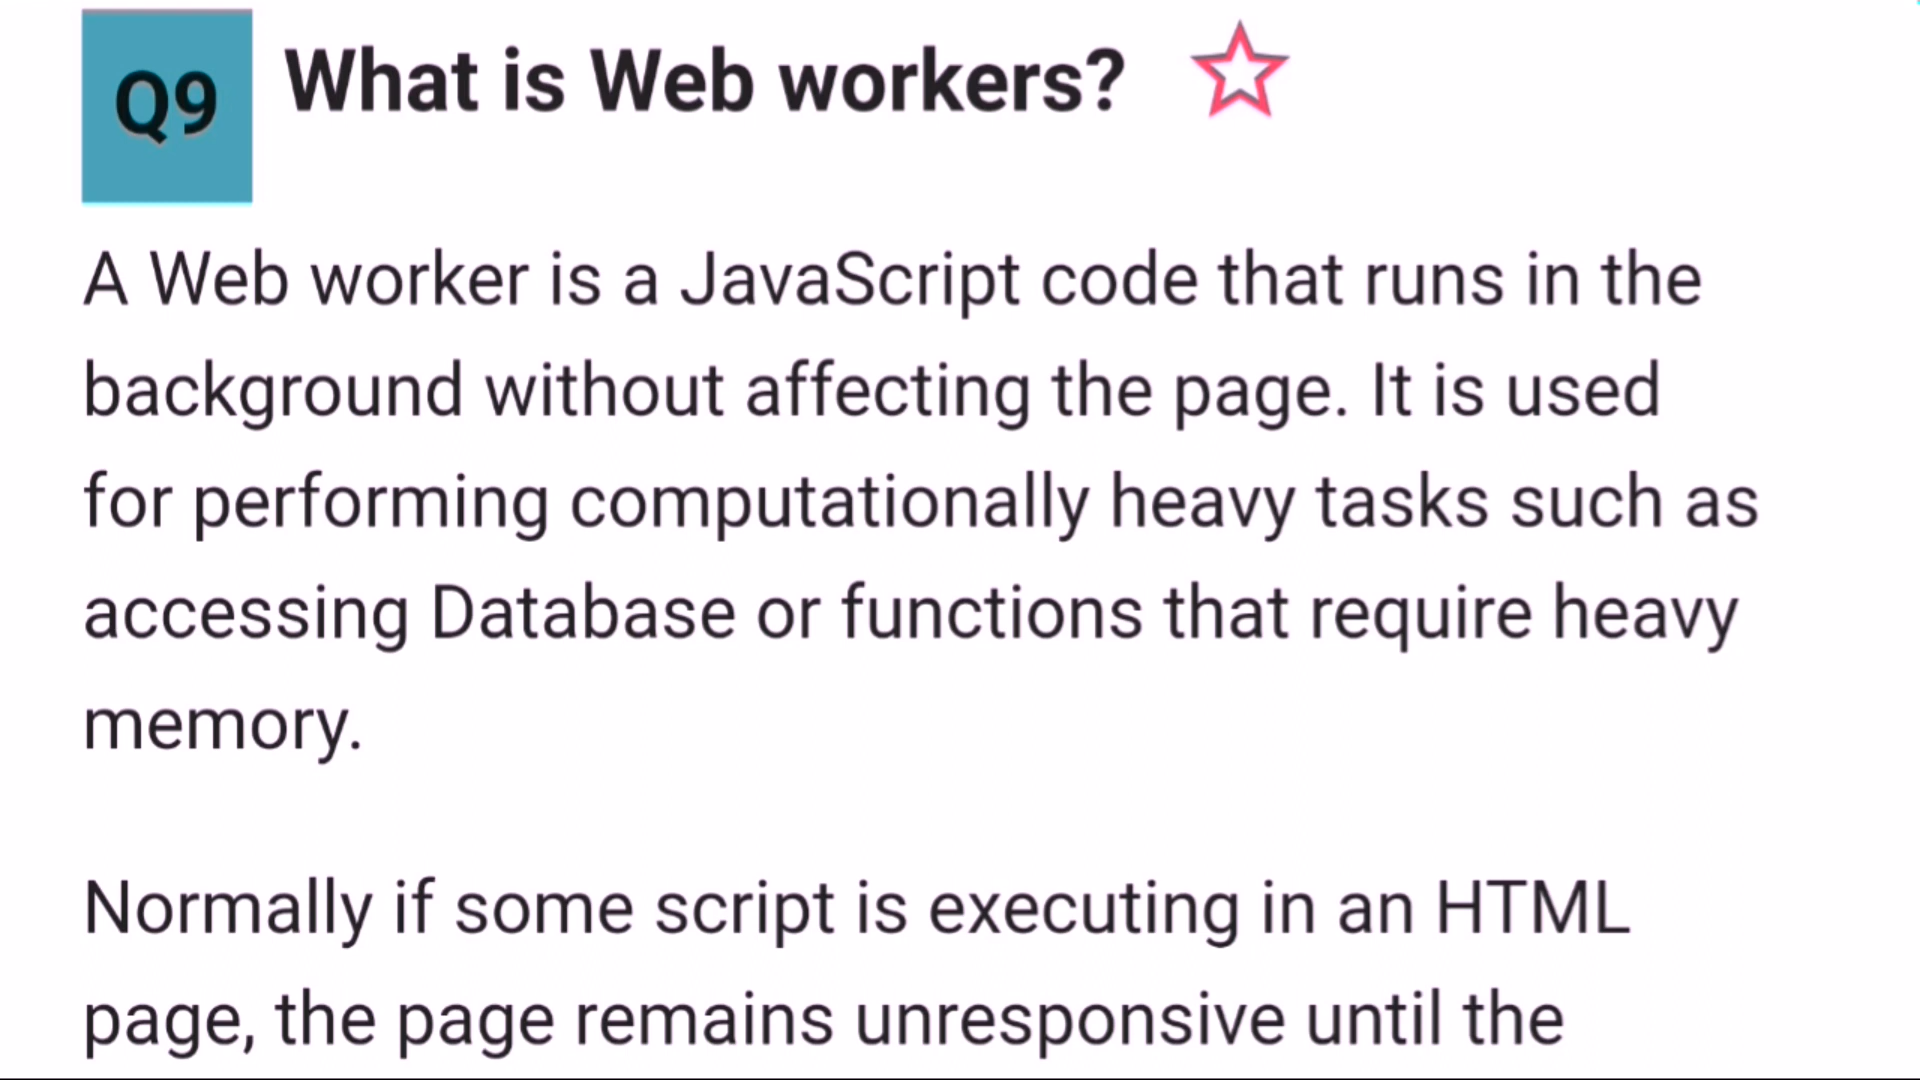 Q9 What is Web workers?
A Web worker is a JavaScript code that runs in the
background without affecting the page. It is used
for performing computationally heavy tasks such as
accessing Database or functions that require heavy
memory.
Normally if some script is executing in an HTML
page, the page remains unresponsive until the